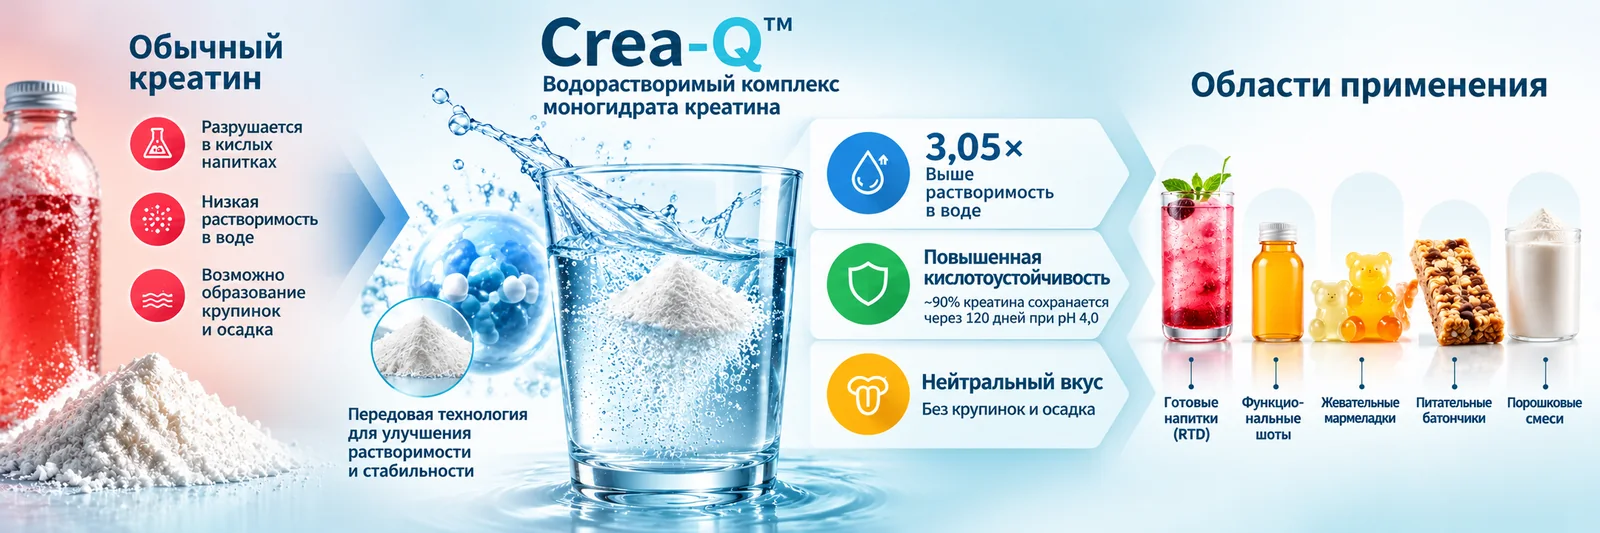 Обычный
креатин
Разрушается
в кислых
напитках
Низкая
растворимость
в воде
Возможно
образование
крупинок
и осадка
Crea-Q™
Водорастворимый комплекс
моногидрата креатина
Передовая технология
для улучшения
растворимости
и стабильности
3,05×
Выше
растворимость
в воде
Повышенная
кислотоустойчивость
~90% креатина сохранается
через 120 дней при pH 4,0
Нейтральный вкус
Без крупинок и осадка
Области применения
Готовые
напитки
(RTD)
Функцио-
нальные
шоты
Жевательные
мармеладки
Питательные
батончики
Порошковые
смеси